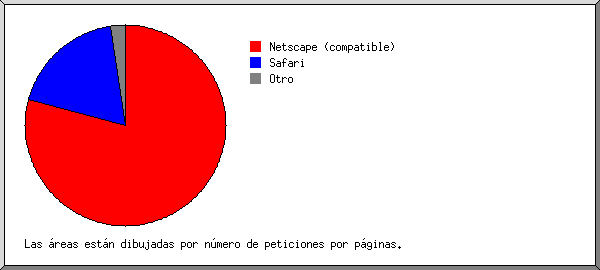 Netscape (compatible)
Safari
Otro
Las áreas están dibujadas por número de peticiones por páginas.